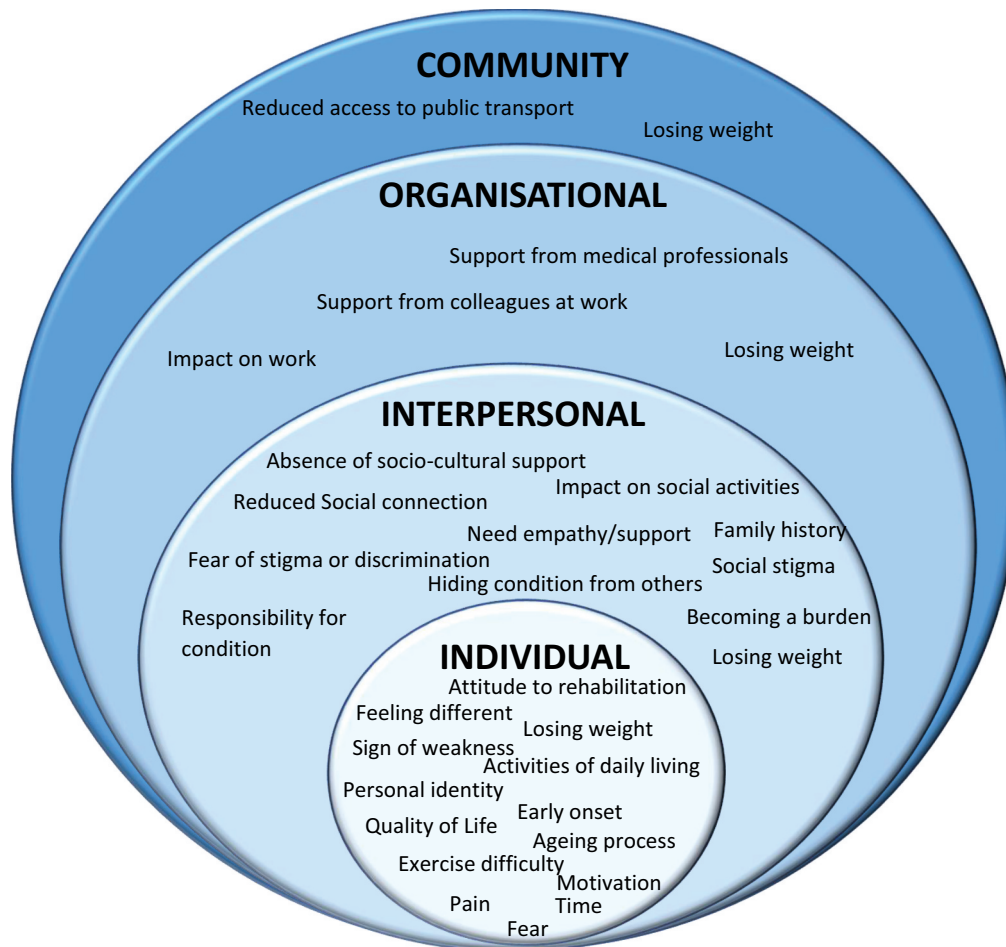 COMMUNITY
Reduced access to public transport
Losing weight
ORGANISATIONAL
Support from medical professionals
Support from colleagues at work
Losing weight
Impact on work
INTERPERSONAL
Absence of socio-cultural support
Impact on social activities
Reduced Social connection
Need empathy/support
Family history
Fear of stigma or discrimination
Social stigma
Hiding condition from others
Responsibility for
condition
Becoming a burden
Losing weight
INDIVIDUAL
Attitude to rehabilitation
Feeling different
Losing weight
Sign of weakness
Activities of daily living
Personal identity
Early onset
Quality of Life
Ageing process
Exercise difficulty
Motivation
Pain
Time
Fear